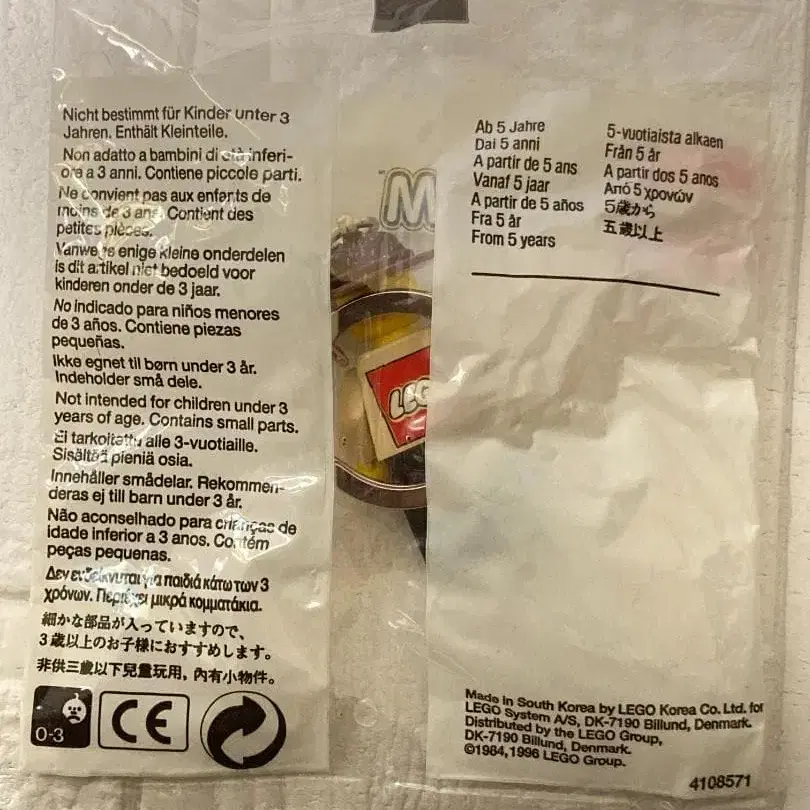 Nicht bestimmt für Kinder unter 3
Jahren. Enthält Kleinteile.
Non adatto a bambini di età inferi-
ore a 3 anni. Contiene piccole parti.
Ne convient pas aux enfants de
moins de 3 ans. Contient des
petites pièces.
Vanwege enige kleine onderdelen
is dit artikel niet bedoeld voor
kinderen onder de 3 jaar.
No indicado para niños menores
de 3 años. Contiene piezas
pequeñas.
Ikke egnet til børn under 3 år.
Indeholder små dele.
Not intended for children under 3
years of age. Contains small parts.
Ei tarkoitettu alle 3-vuotiaille.
Sisältää pieniä osia.
Innehåller smådelar. Rekommen-
deras ej till barn under 3 år.
Não aconselhado para crianças de
idade inferior a 3 anos. Contém
peças pequenas.
Δεν ενδείκνυται για παιδιά κάτω των 3
χρόνων. Περιέχει μικρά κομματάκια.
細かな部品が入っていますので、
3歳以上のお子様におすすめします。
非供三歲以下兒童玩用，內有小物件。
0-3
CE
M
LEG
Ab 5 Jahre
Dai 5 anni
A partir de 5 ans
Vanaf 5 jaar
A partir de 5 años
Fra 5 år
From 5 years
5-vuotiaista alkaen
Från 5 år
A partir dos 5 anos
Από 5 χρονών
5歳から
五歲以上
Made in South Korea by LEGO Korea Co. Ltd. for
LEGO System A/S, DK-7190 Billund, Denmark.
Distributed by the LEGO Group,
DK-7190 Billund, Denmark.
©1984,1996 LEGO Group.
4108571